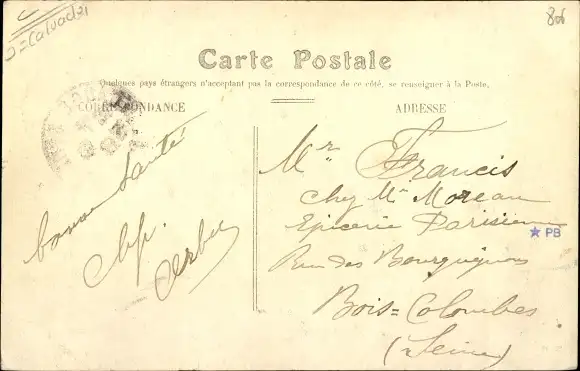 Calvados
806
Carte Postale
Quelques pays étrangers n'acceptant pas la correspondance de ce côté, se renseigner à la Poste.
CORRESPONDANCE
ADRESSE
bonne santé
Mr Francis
chez Mr Moreau
Epicerie Parisienne
★ PB
Rue des Bourguignons
Bois=Colombes
(Seine)